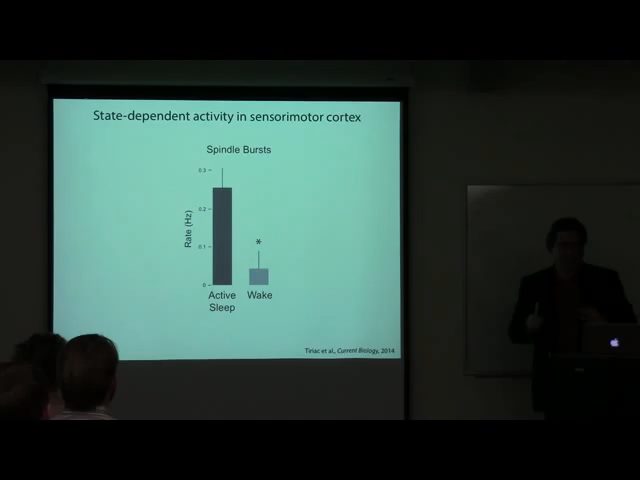 State-dependent activity in sensorimotor cortex
Spindle Bursts
0.3
0.2
0.1
0
Rate (Hz)
*
Active Sleep
Wake
Tiriac et al., Current Biology, 2014